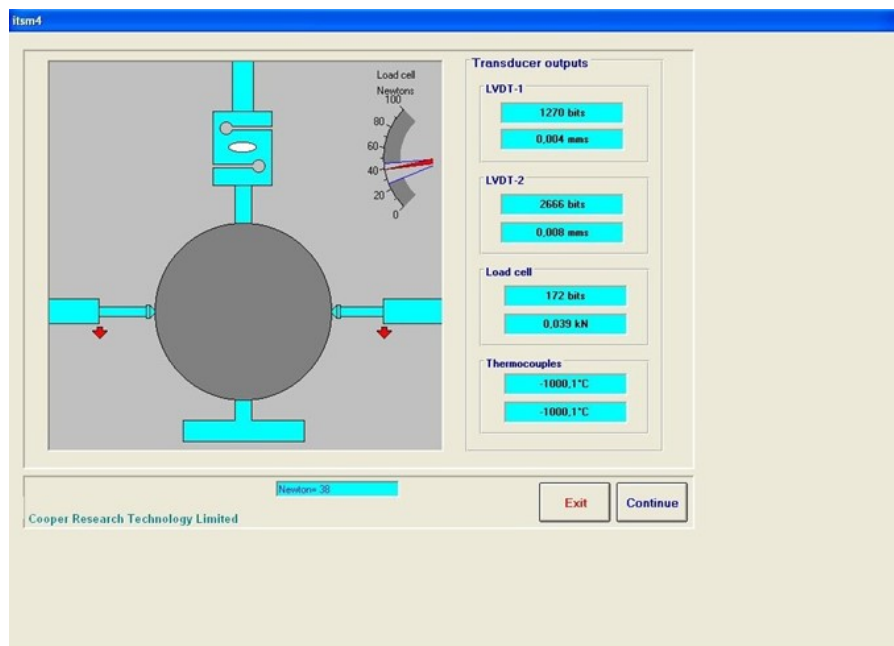 itsm4
Load cell
Newtons
100
80
60
40
20
0
Transducer outputs
LVDT-1
1270 bits
0,004 mms
LVDT-2
2666 bits
0,008 mms
Load cell
172 bits
0,039 kN
Thermocouples
-1000,1°C
-1000,1°C
Newton= 38
Exit
Continue
Cooper Research Technology Limited